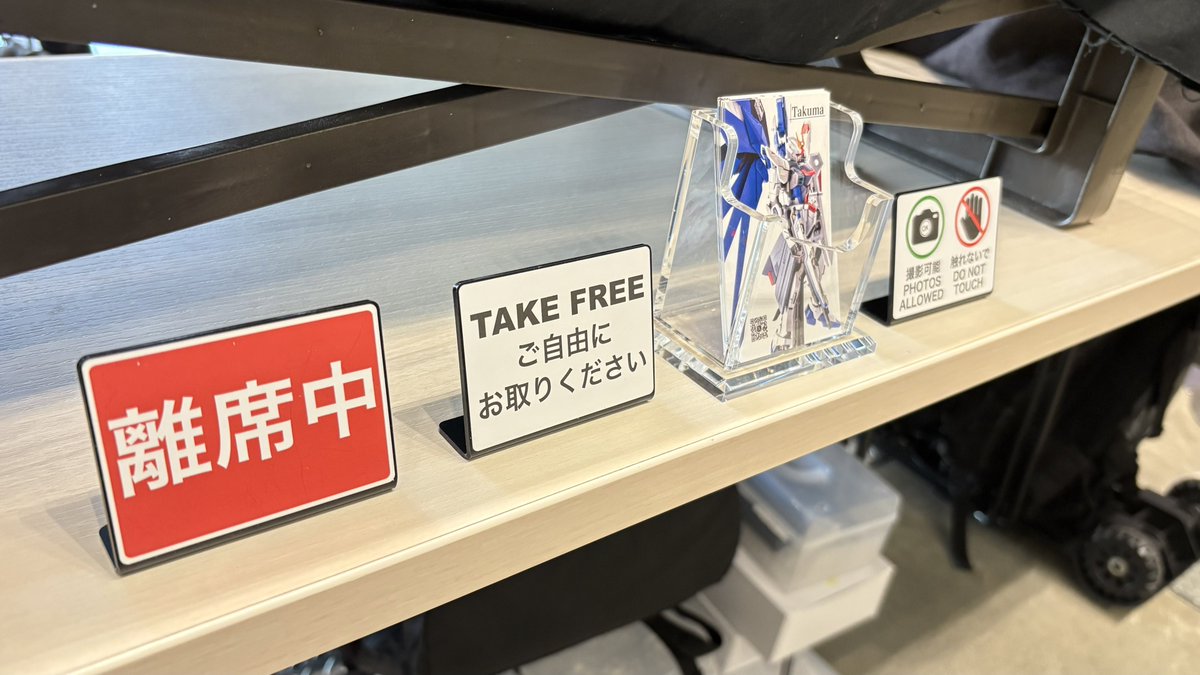 離席中
TAKE FREE
ご自由に
お取りください
Takuma
撮影可能
PHOTOS
ALLOWED
触れないで
DO NOT
TOUCH